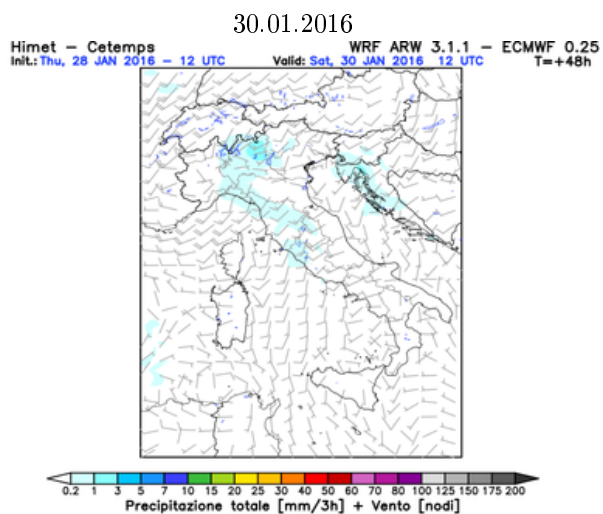 30.01.2016
Himet - Cetemps WRF ARW 3.1.1 - ECMWF 0.25
Init.: Thu, 28 JAN 2016 - 12 UTC Valid: Sat, 30 JAN 2016 12 UTC T=+48h
0.2 1 3 5 7 10 15 20 25 30 40 50 60 70 80 100 125 150 175 200
Precipitazione totale [mm/3h] + Vento [nodi]